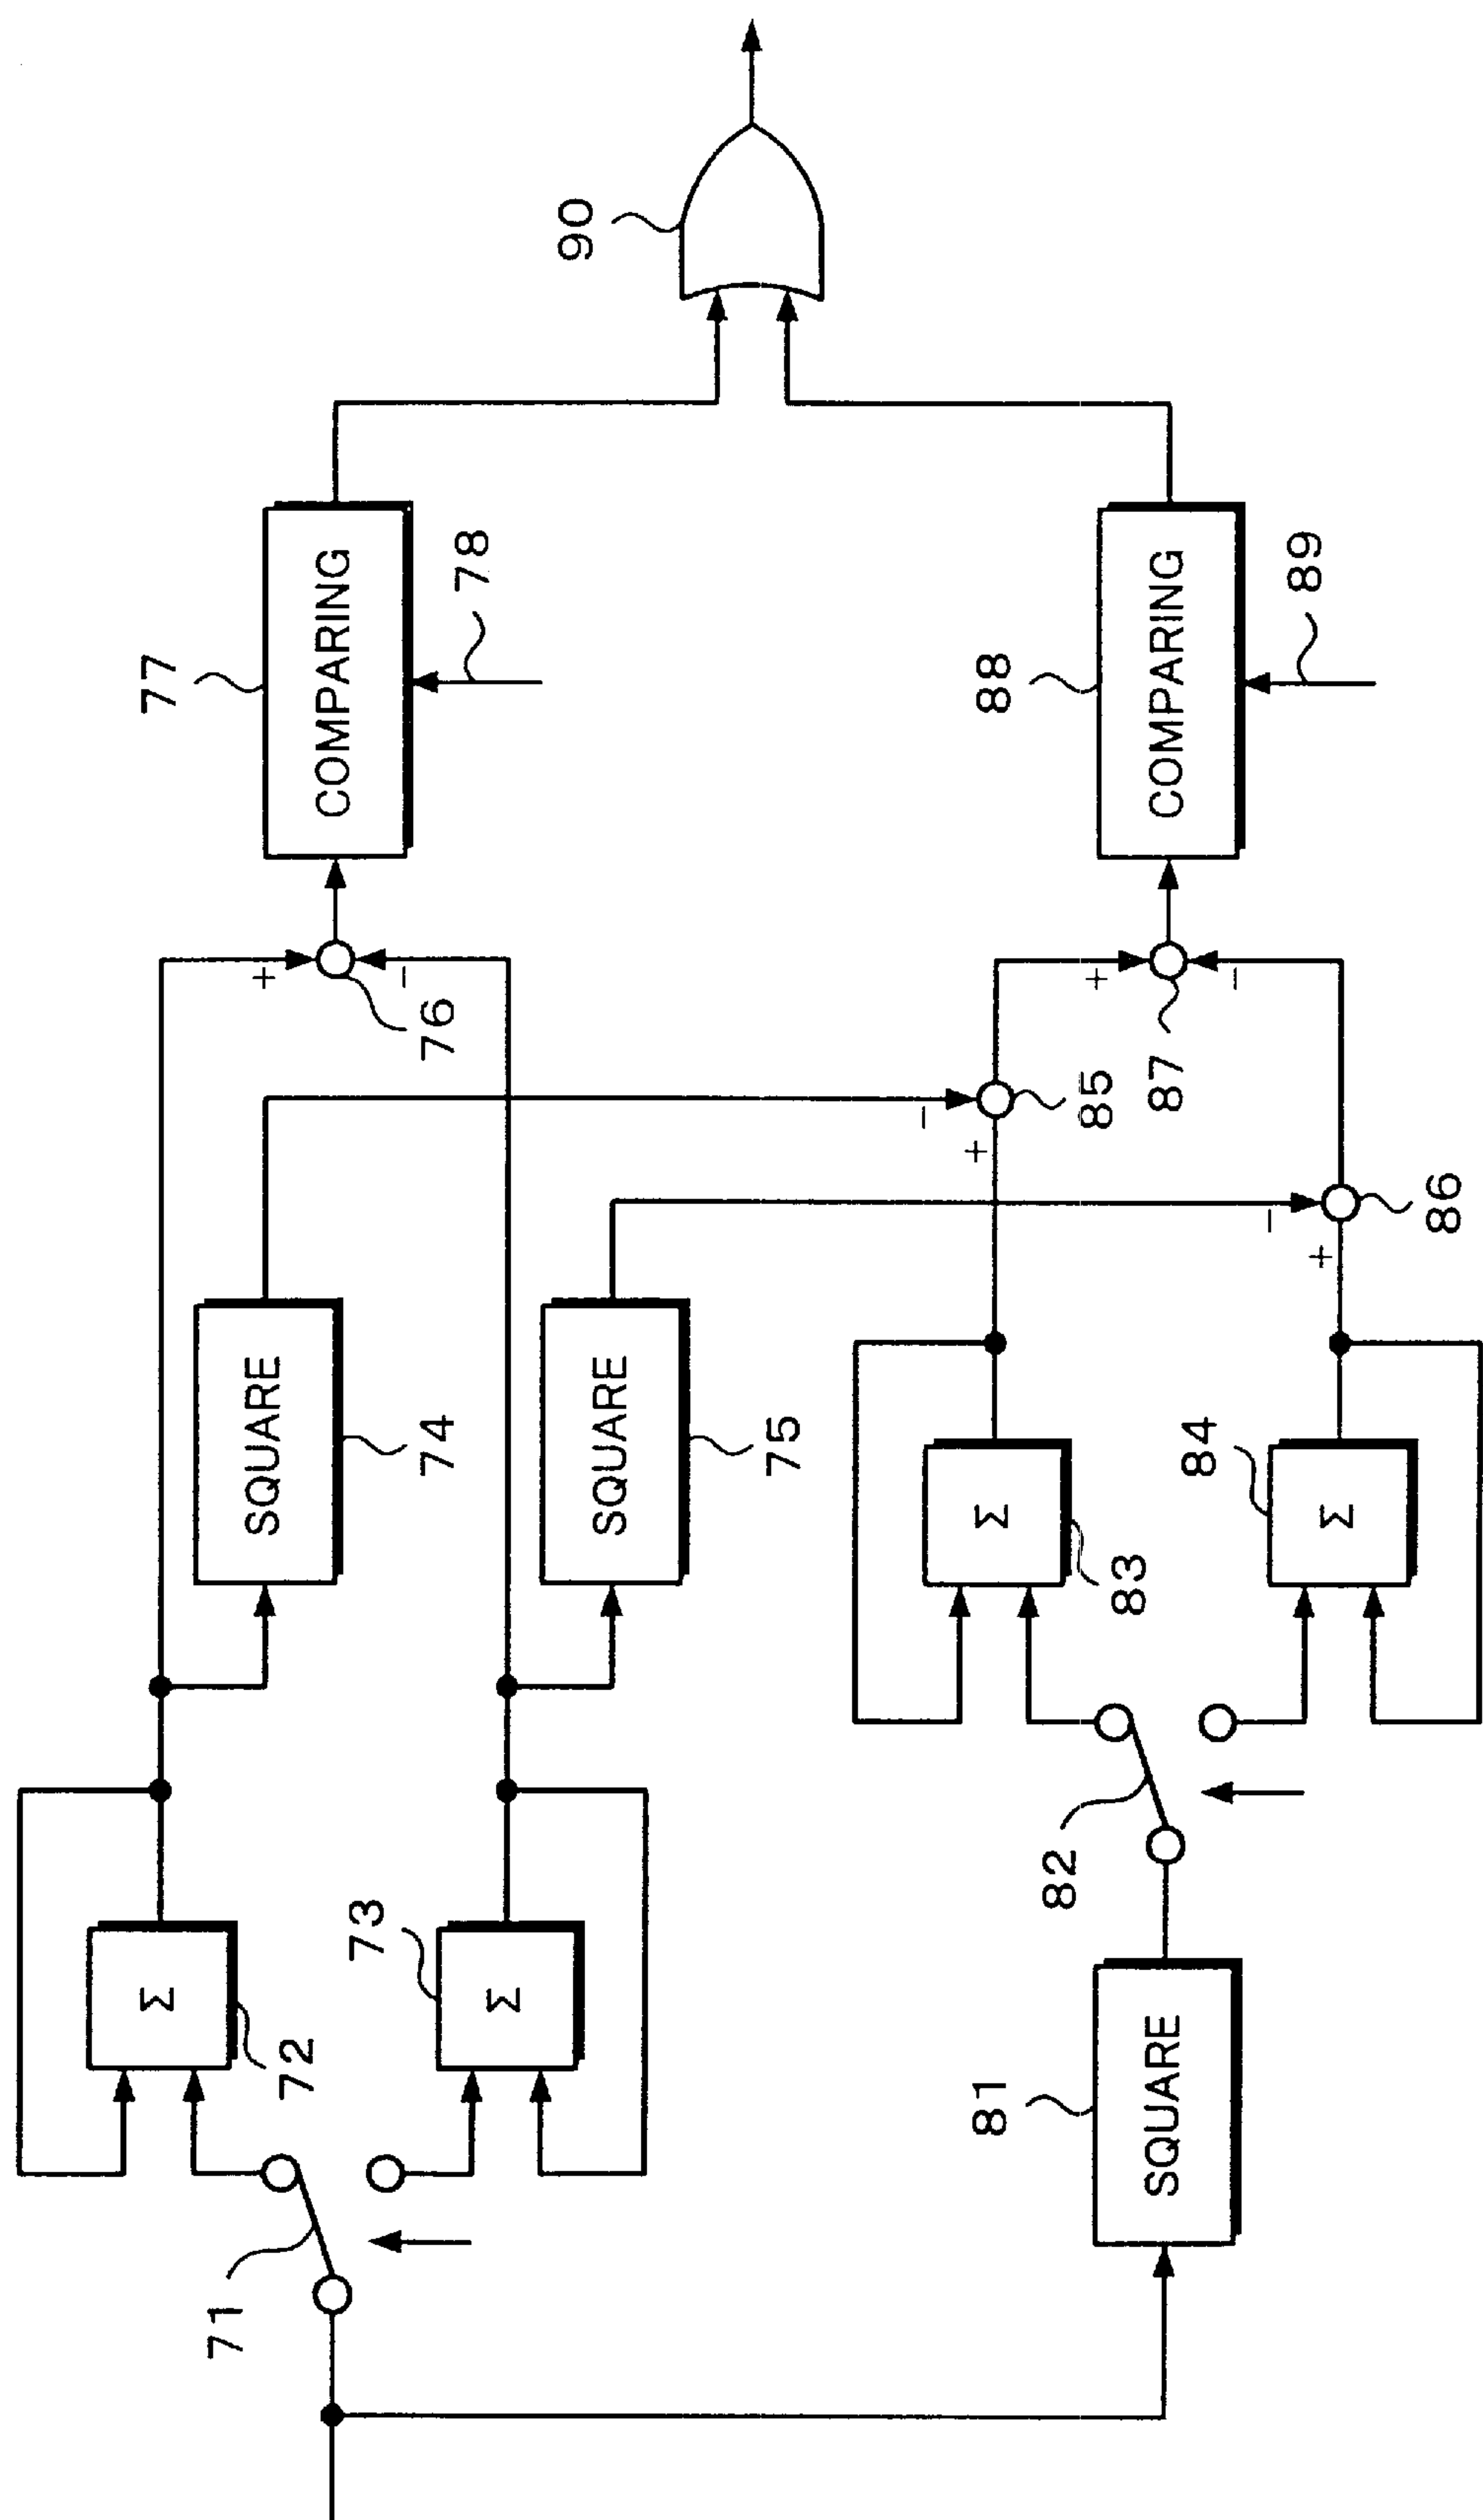 71
72
Σ
73
Σ
SQUARE
74
SQUARE
75
+
−
76
77
COMPARING
78
90
81
SQUARE
82
83
Σ
84
Σ
+
−
85
+
−
86
+
−
87
88
COMPARING
89